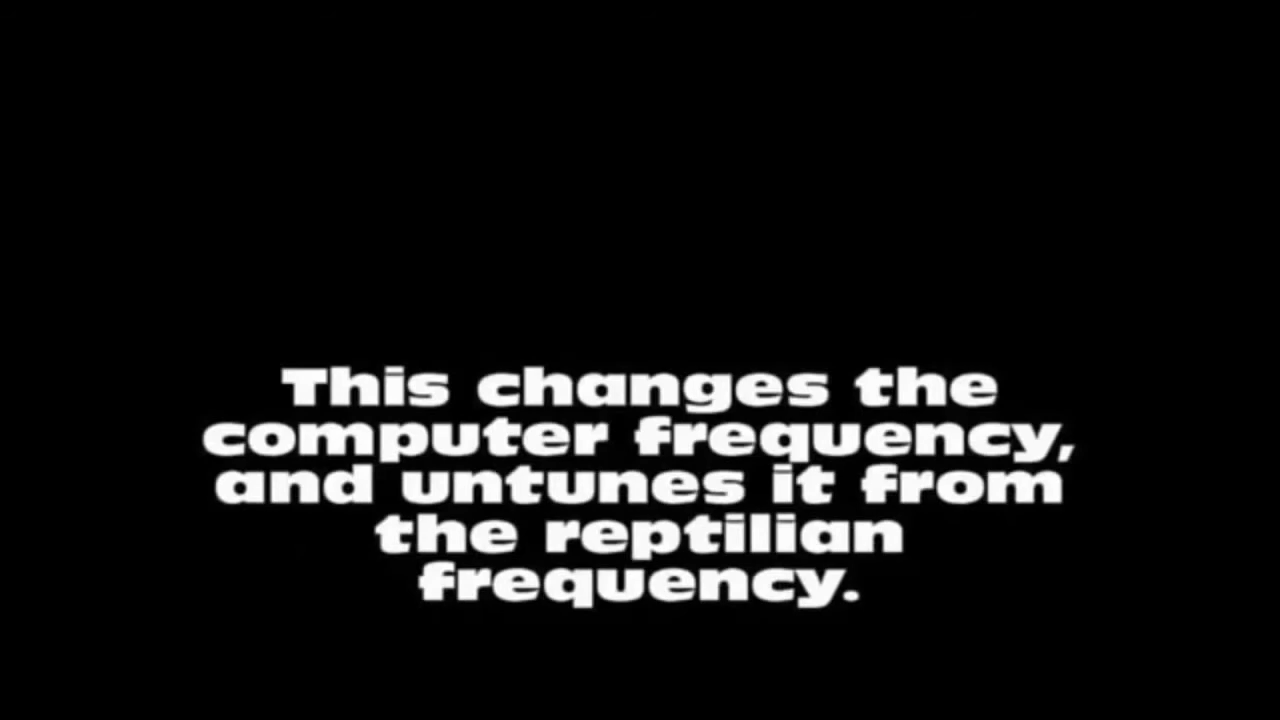 This changes the
computer frequency,
and untunes it from
the reptilian
frequency.